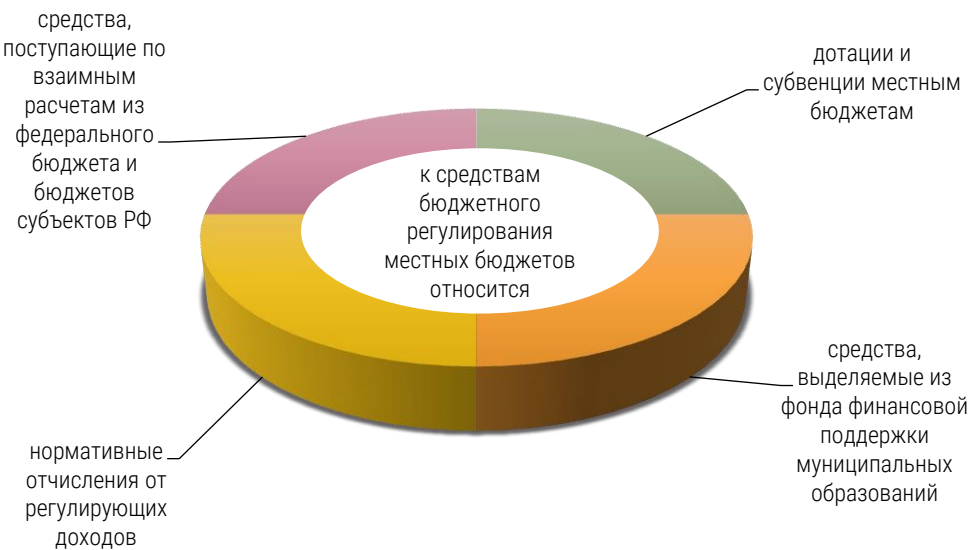 средства,
поступающие по
взаимным
расчетам из
федерального
бюджета и
бюджетов
субъектов РФ
дотации и
субвенции местным
бюджетам
к средствам
бюджетного
регулирования
местных бюджетов
относится
средства,
выделяемые из
фонда финансовой
поддержки
муниципальных
образований
нормативные
отчисления от
регулирующих
доходов